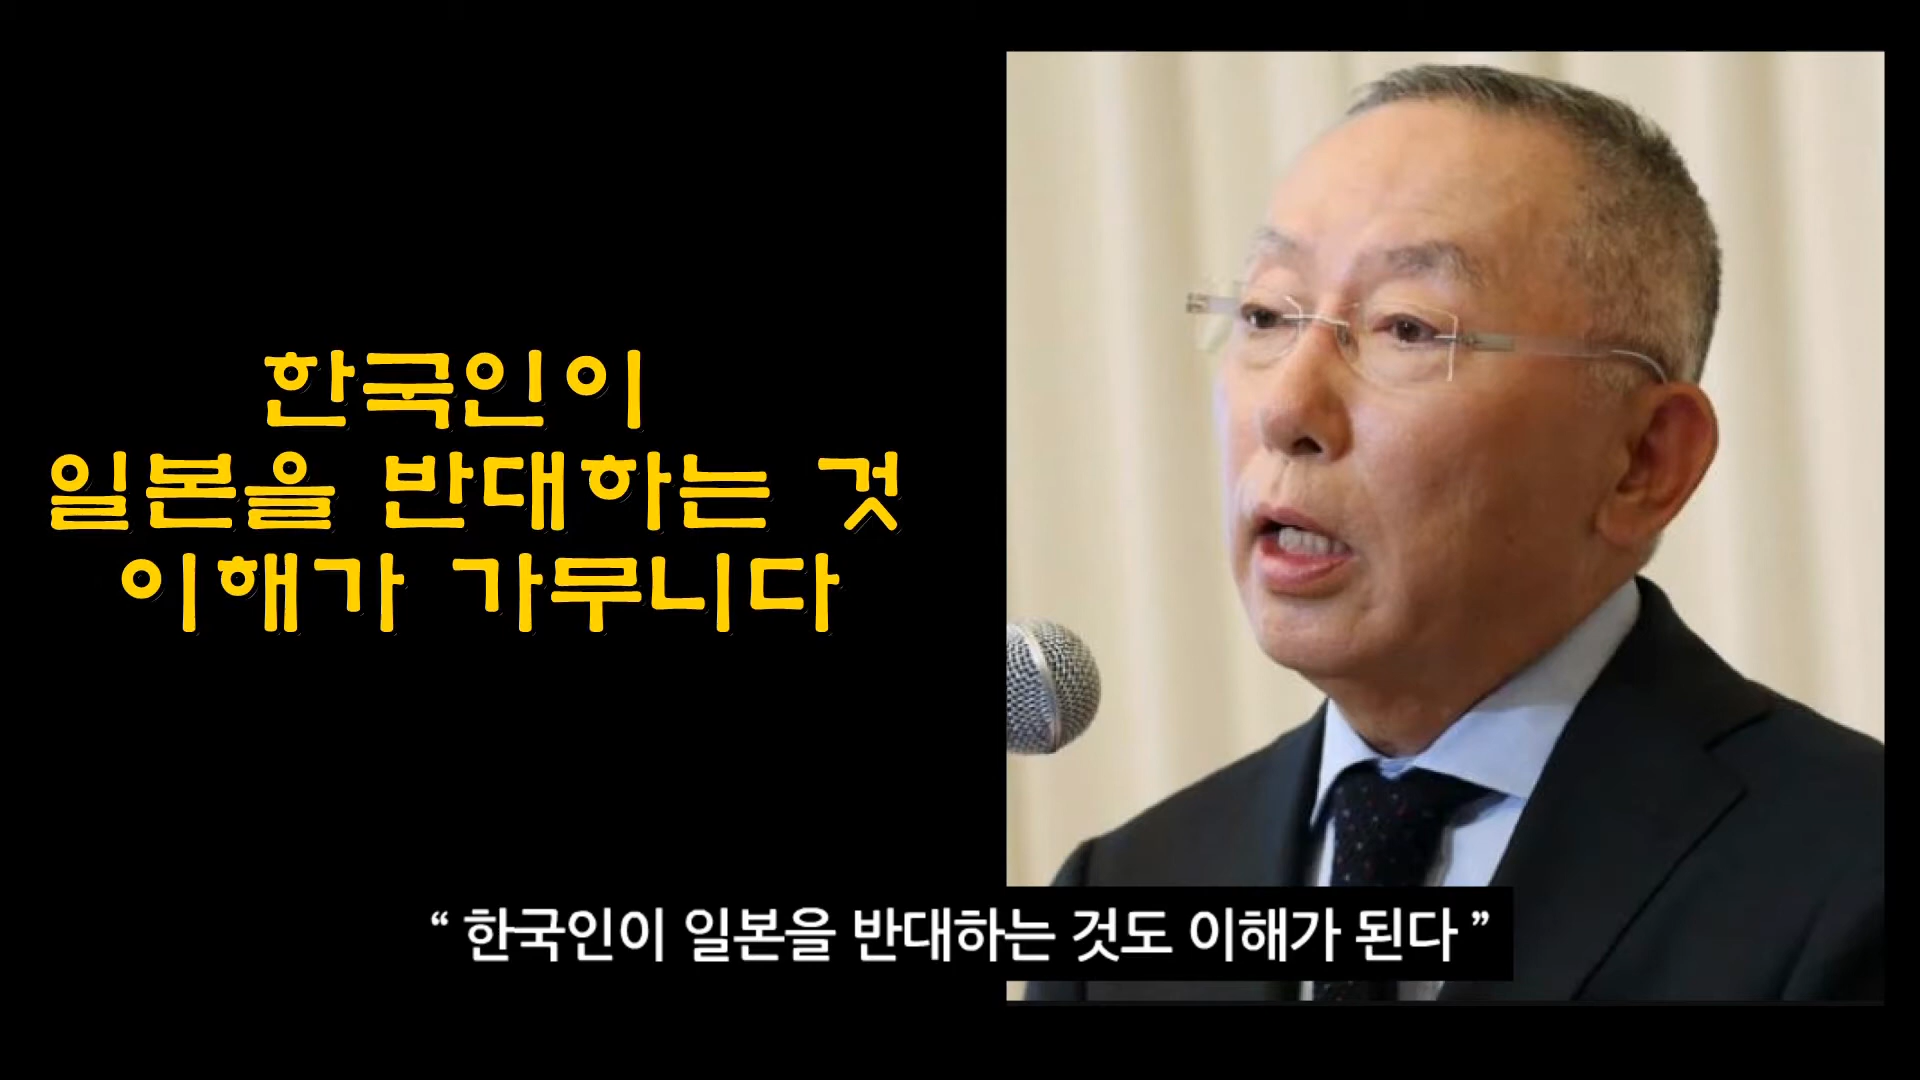 한국인이
일본을 반대하는 것
이해가 가무니다
“ 한국인이 일본을 반대하는 것도 이해가 된다 ”